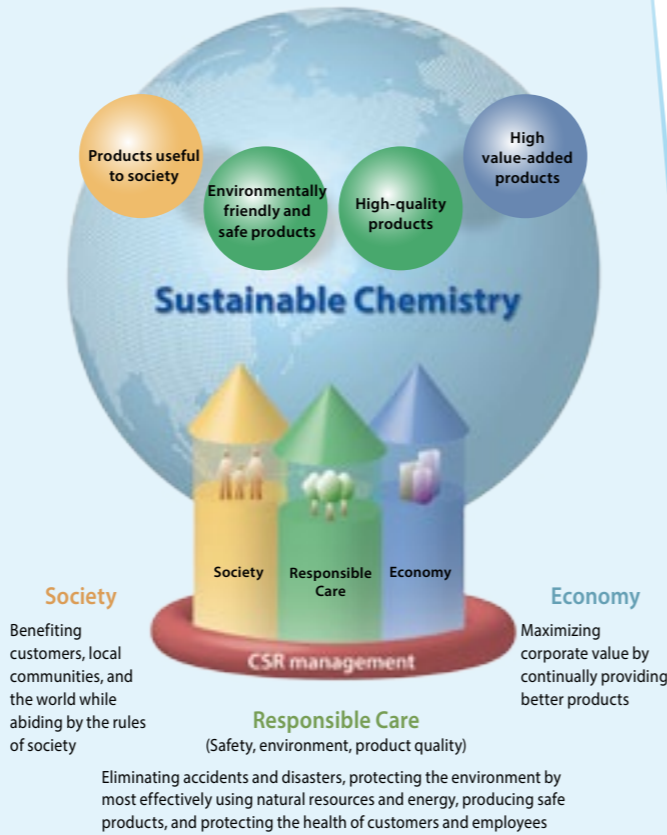 Products useful
to society
Environmentally
friendly and
safe products
High-quality
products
High
value-added
products
Sustainable Chemistry
Society
Responsible
Care
Economy
CSR management
Society
Benefiting
customers, local
communities, and
the world while
abiding by the rules
of society
Economy
Maximizing
corporate value by
continually providing
better products
Responsible Care
(Safety, environment, product quality)
Eliminating accidents and disasters, protecting the environment by
most effectively using natural resources and energy, producing safe
products, and protecting the health of customers and employees